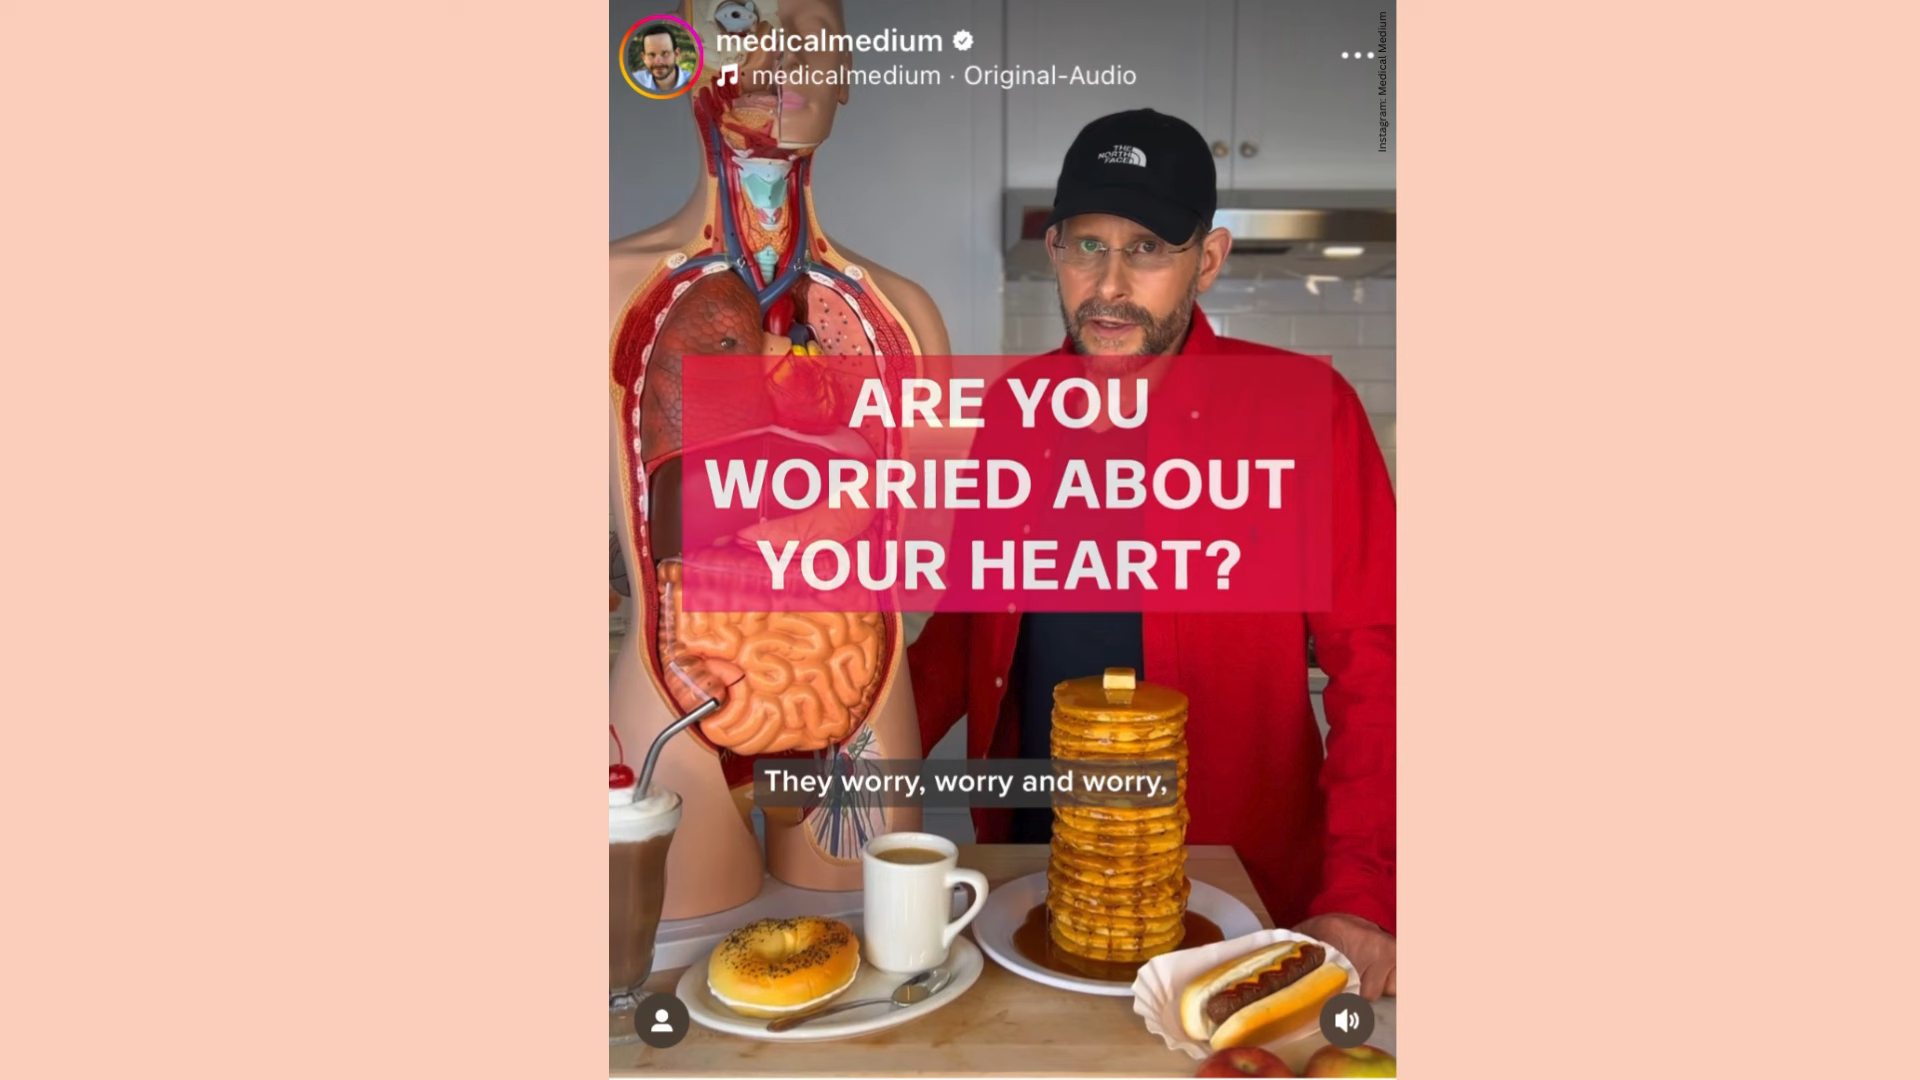 medicalmedium
medicalmedium · Original-Audio
Instagram: Medical Medium
THE
NORTH
FACE
ARE YOU
WORRIED ABOUT
YOUR HEART?
They worry, worry and worry,